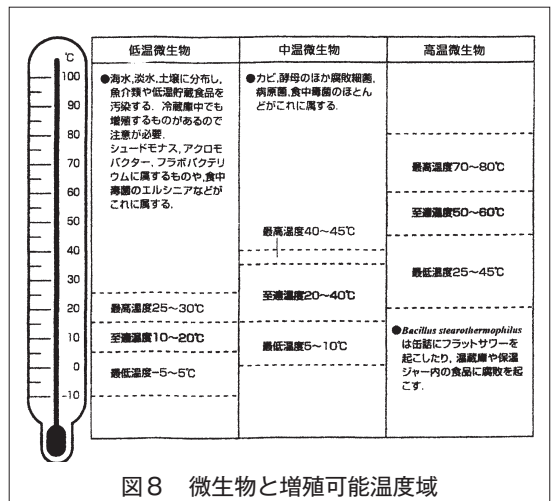 ℃
100
90
80
70
60
50
40
30
20
10
0
-10
低温微生物
●海水,淡水,土壌に分布し,
魚介類や低温貯蔵食品を
汚染する. 冷蔵庫中でも
増殖するものがあるので
注意が必要.
シュードモナス,アクロモ
バクター, フラボバクテリ
ウムに属するものや,食中
毒菌のエルシニアなどが
これに属する.
最高温度25～30℃
至適温度10～20℃
最低温度-5～5℃
中温微生物
●カビ,酵母のほか腐敗細菌,
病原菌,食中毒菌のほとん
どがこれに属する.
最高温度40～45℃
至適温度20～40℃
最低温度5～10℃
高温微生物
最高温度70～80℃
至適温度50～60℃
最低温度25～45℃
●Bacillus stearothermophilus
は缶詰にフラットサワーを
起こしたり, 温蔵庫や保温
ジャー内の食品に腐敗を起
こす.
図8 微生物と増殖可能温度域